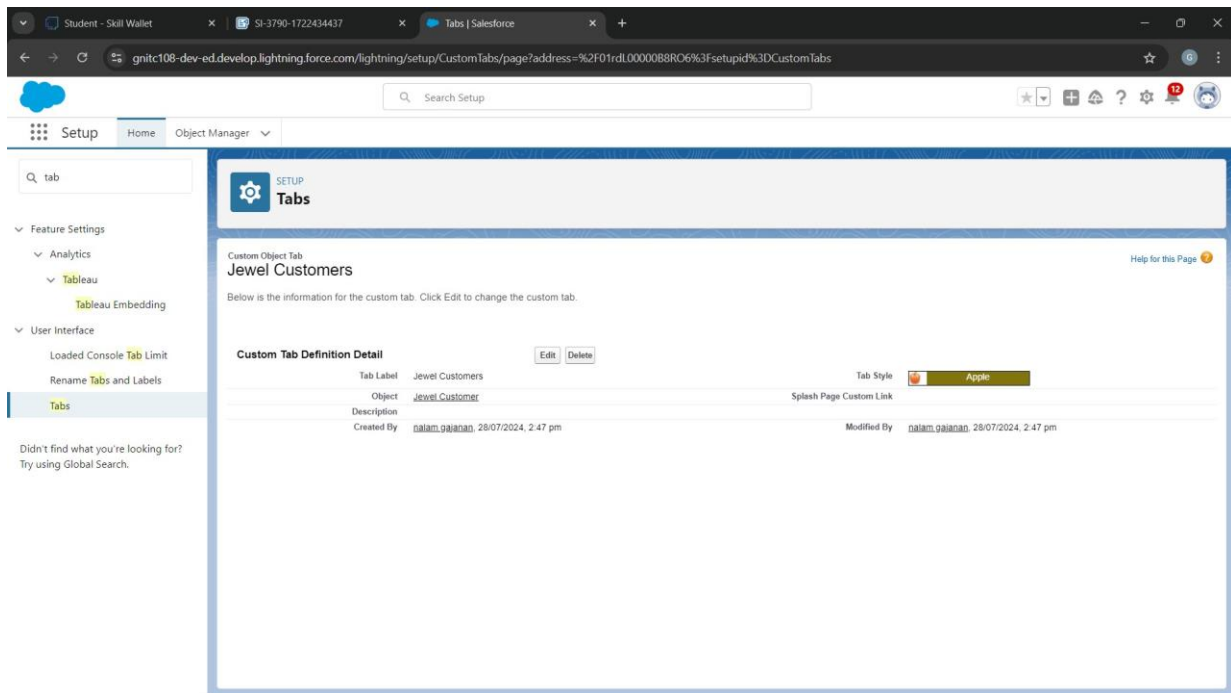 Student - Skill Wallet
SI-3790-1722434437
Tabs | Salesforce
gnitc108-dev-ed.develop.lightning.force.com/lightning/setup/CustomTabs/page?address=%2F01rdL00000B8RO6%3Fsetupid%3DCustomTabs
G
Search Setup
12
Setup
Home
Object Manager
tab
Feature Settings
Analytics
Tableau
Tableau Embedding
User Interface
Loaded Console Tab Limit
Rename Tabs and Labels
Tabs
Didn't find what you're looking for?
Try using Global Search.
SETUP
Tabs
Custom Object Tab
Jewel Customers
Help for this Page
Below is the information for the custom tab. Click Edit to change the custom tab.
Custom Tab Definition Detail Edit Delete
Tab Label Jewel Customers Tab Style Apple
Object Jewel Customer Splash Page Custom Link
Description
Created By nalam gajanan, 28/07/2024, 2:47 pm Modified By nalam gajanan, 28/07/2024, 2:47 pm